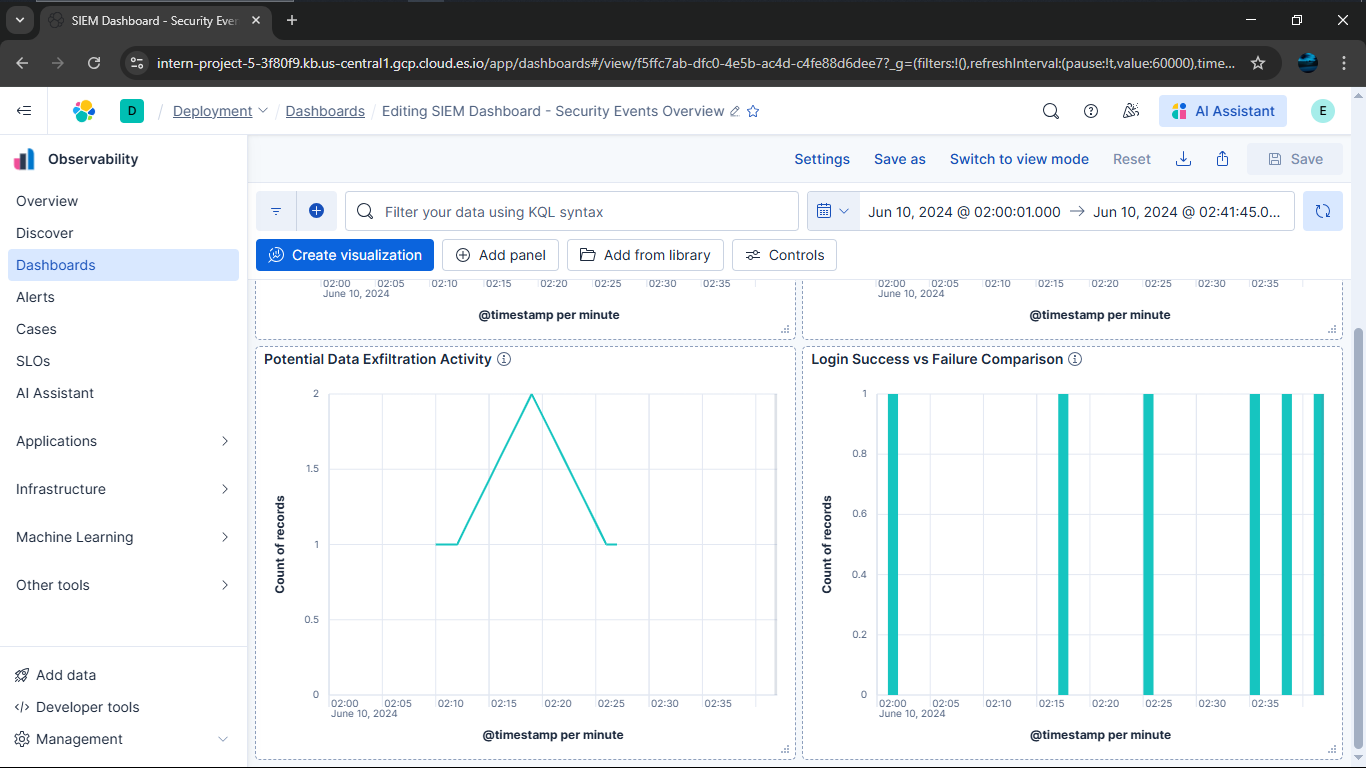 SIEM Dashboard - Security Ever
intern-project-5-3f80f9.kb.us-central1.gcp.cloud.es.io/app/dashboards#/view/f5ffc7ab-dfc0-4e5b-ac4d-c4fe88d6dee7?_g=(filters:!(),refreshInterval:(pause:!t,value:60000),time...
D / Deployment / Dashboards / Editing SIEM Dashboard - Security Events Overview
AI Assistant
E
Observability
Settings Save as Switch to view mode Reset Save
Overview
Discover
Dashboards
Alerts
Cases
SLOs
AI Assistant
Applications
Infrastructure
Machine Learning
Other tools
Add data
Developer tools
Management
Filter your data using KQL syntax
Jun 10, 2024 @ 02:00:01.000 → Jun 10, 2024 @ 02:41:45.0...
Create visualization Add panel Add from library Controls
02:00 02:05 02:10 02:15 02:20 02:25 02:30 02:35
June 10, 2024
@timestamp per minute
02:00 02:05 02:10 02:15 02:20 02:25 02:30 02:35
June 10, 2024
@timestamp per minute
Potential Data Exfiltration Activity
Count of records
2
1.5
1
0.5
0
02:00 02:05 02:10 02:15 02:20 02:25 02:30 02:35
June 10, 2024
@timestamp per minute
Login Success vs Failure Comparison
Count of records
1
0.8
0.6
0.4
0.2
0
02:00 02:05 02:10 02:15 02:20 02:25 02:30 02:35
June 10, 2024
@timestamp per minute